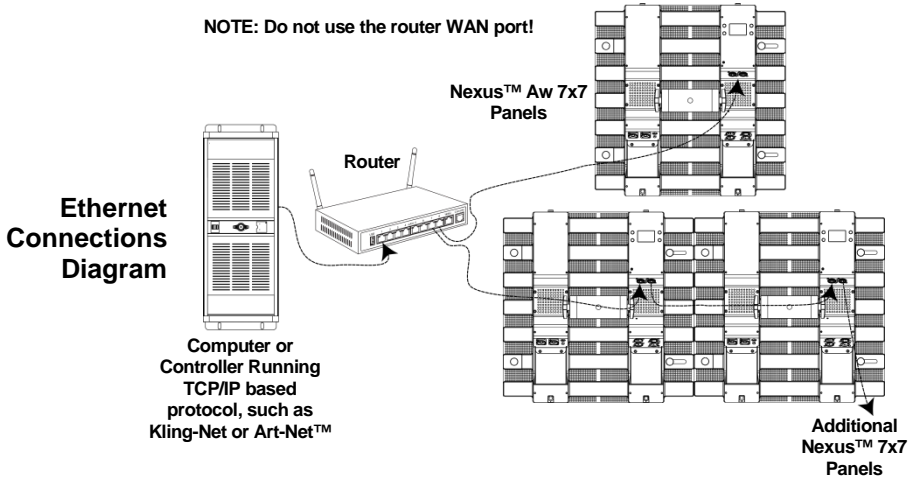 NOTE: Do not use the router WAN port!
Nexus™ Aw 7x7
Panels
Router
Ethernet
Connections
Diagram
Computer or
Controller Running
TCP/IP based
protocol, such as
Kling-Net or Art-Net™
Additional
Nexus™ 7x7
Panels